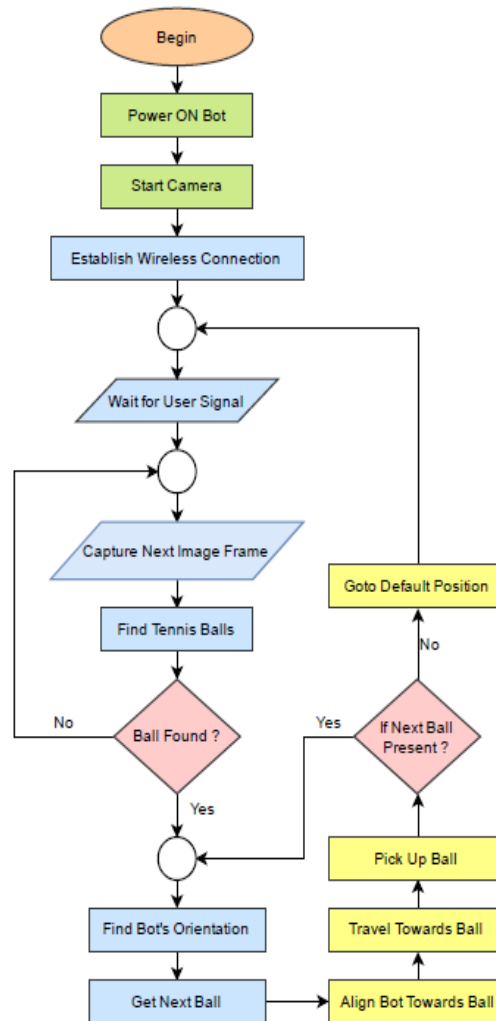 Begin
Power ON Bot
Start Camera
Establish Wireless Connection
Wait for User Signal
Capture Next Image Frame
Find Tennis Balls
No
Ball Found ?
Yes
Find Bot's Orientation
Get Next Ball
Align Bot Towards Ball
Travel Towards Ball
Pick Up Ball
If Next Ball
Present ?
Yes
No
Goto Default Position